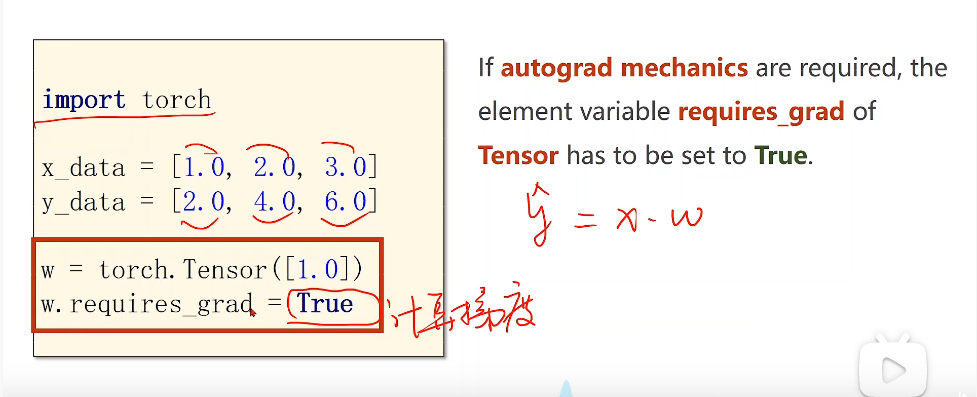 import torch
x_data = [1.0, 2.0, 3.0]
y_data = [2.0, 4.0, 6.0]
w = torch.Tensor([1.0])
w.requires_grad = True
计算梯度
If autograd mechanics are required, the
element variable requires_grad of
Tensor has to be set to True.
ŷ = x · w